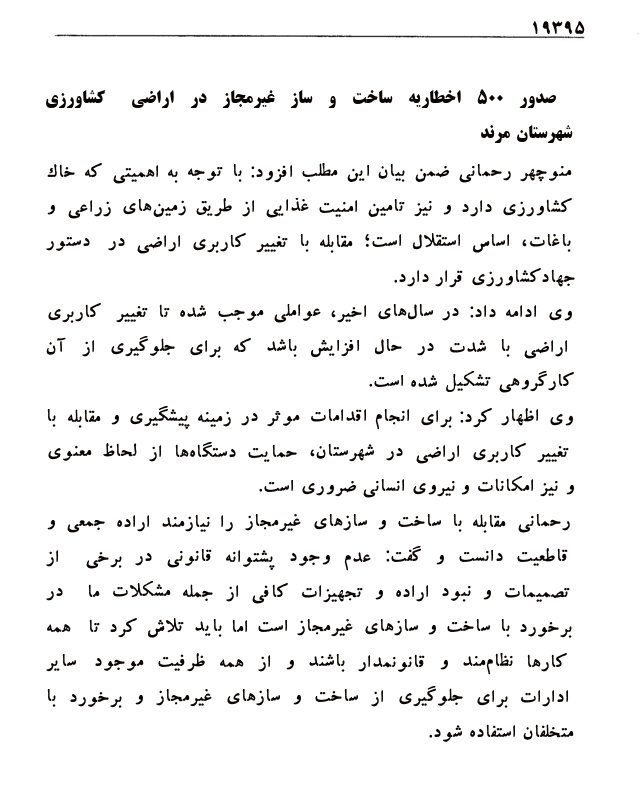 ۱۹۳۹۵
صدور ۵۰۰ اخطاریه ساخت و ساز غیرمجاز در اراضی کشاورزی
شهرستان مرند
منوچهر رحمانی ضمن بیان این مطلب افزود: با توجه به اهمیتی که خاك
کشاورزی دارد و نیز تامین امنیت غذایی از طریق زمین‌های زراعی و
باغات، اساس استقلال است؛ مقابله با تغییر کاربری اراضی در دستور
جهادکشاورزی قرار دارد.
وی ادامه داد: در سال‌های اخیر، عواملی موجب شده تا تغییر کاربری
اراضی با شدت در حال افزایش باشد که برای جلوگیری از آن
کارگروهی تشکیل شده است.
وی اظهار کرد: برای انجام اقدامات موثر در زمینه پیشگیری و مقابله با
تغییر کاربری اراضی در شهرستان، حمایت دستگاه‌ها از لحاظ معنوی
و نیز امکانات و نیروی انسانی ضروری است.
رحمانی مقابله با ساخت و سازهای غیرمجاز را نیازمند اراده جمعی و
قاطعیت دانست و گفت: عدم وجود پشتوانه قانونی در برخی از
تصمیمات و نبود اراده و تجهیزات کافی از جمله مشکلات ما در
برخورد با ساخت و سازهای غیرمجاز است اما باید تلاش کرد تا همه
کارها نظام‌مند و قانونمدار باشند و از همه ظرفیت موجود سایر
ادارات برای جلوگیری از ساخت و سازهای غیرمجاز و برخورد با
متخلفان استفاده شود.